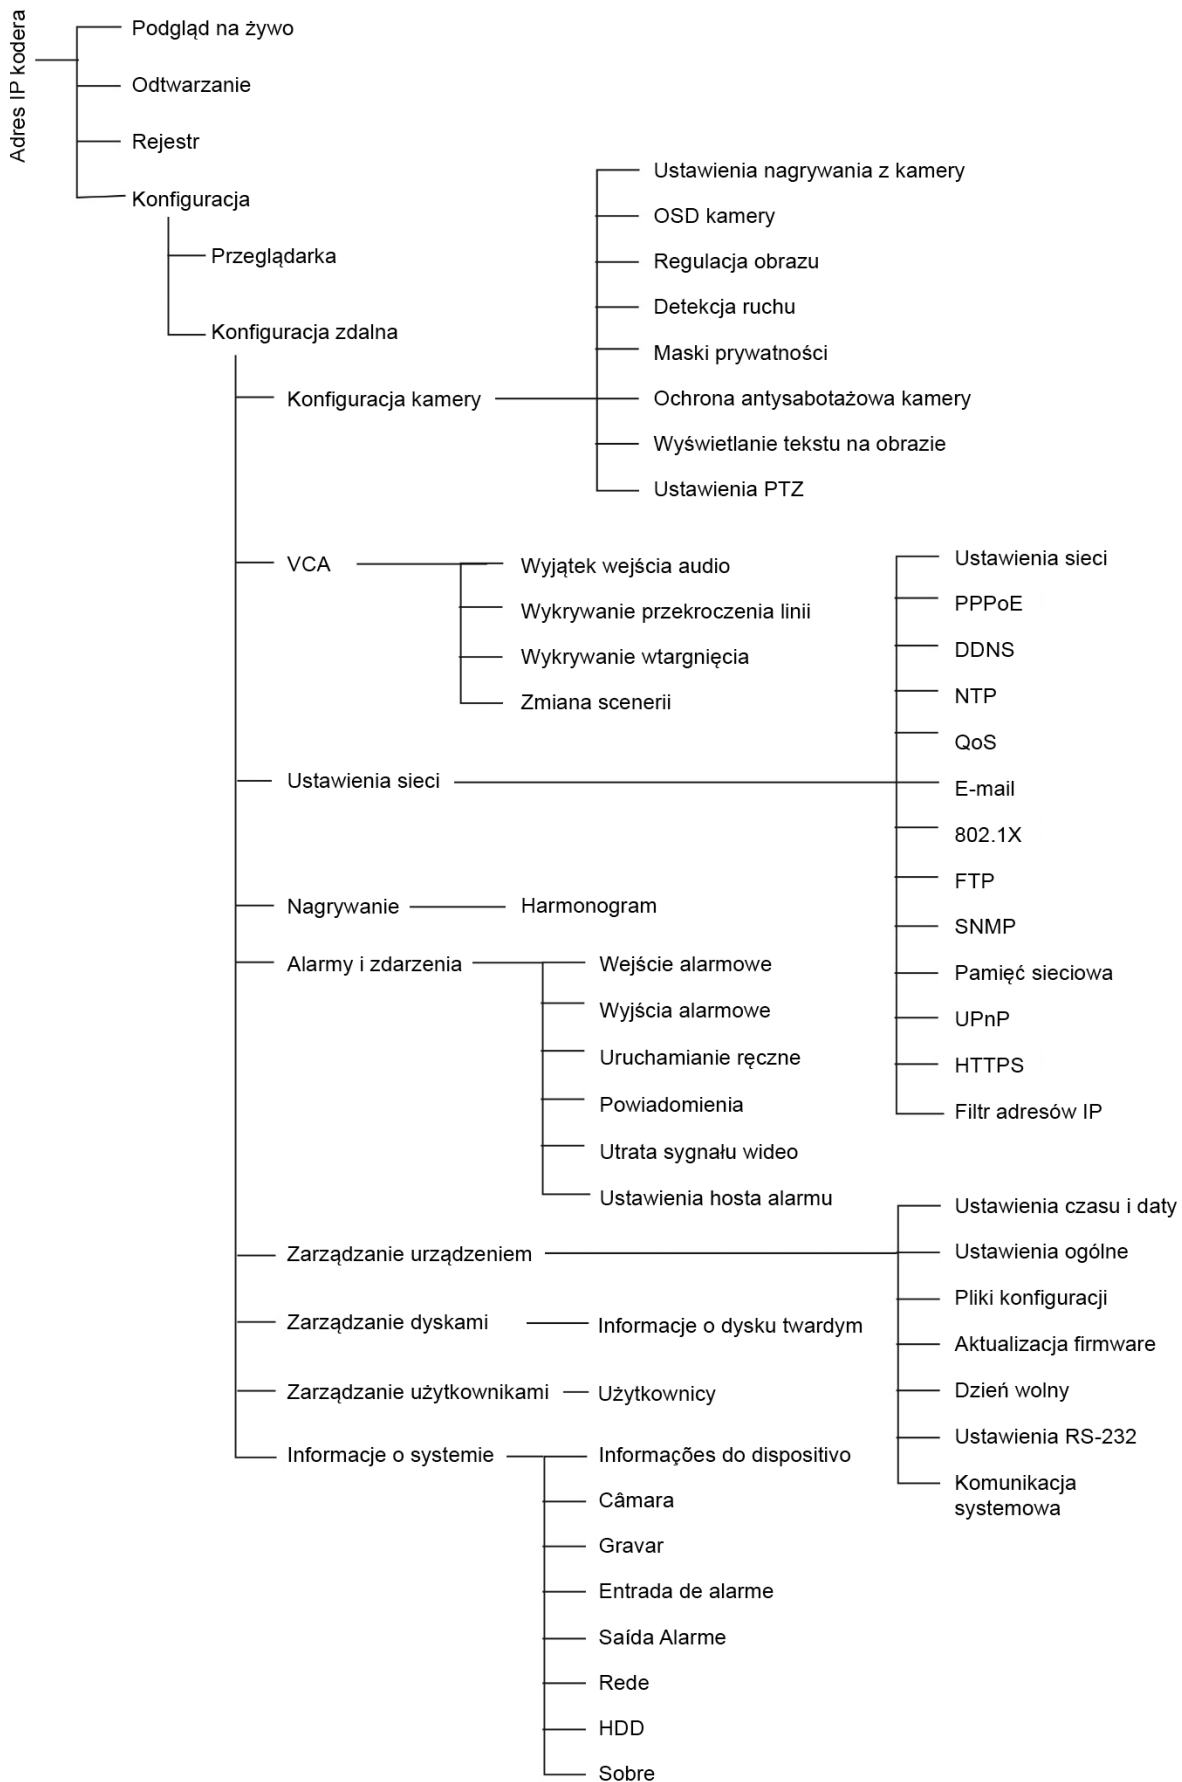 Adres IP kodera
Podgląd na żywo
Odtwarzanie
Rejestr
Konfiguracja
Przeglądarka
Konfiguracja zdalna
Konfiguracja kamery
Ustawienia nagrywania z kamery
OSD kamery
Regulacja obrazu
Detekcja ruchu
Maski prywatności
Ochrona antysabotażowa kamery
Wyświetlanie tekstu na obrazie
Ustawienia PTZ
VCA
Wyjątek wejścia audio
Wykrywanie przekroczenia linii
Wykrywanie wtargnięcia
Zmiana scenerii
Ustawienia sieci
Ustawienia sieci
PPPoE
DDNS
NTP
QoS
E-mail
802.1X
FTP
SNMP
Pamięć sieciowa
UPnP
HTTPS
Filtr adresów IP
Nagrywanie
Harmonogram
Alarmy i zdarzenia
Wejście alarmowe
Wyjścia alarmowe
Uruchamianie ręczne
Powiadomienia
Utrata sygnału wideo
Ustawienia hosta alarmu
Zarządzanie urządzeniem
Ustawienia czasu i daty
Ustawienia ogólne
Pliki konfiguracji
Aktualizacja firmware
Dzień wolny
Ustawienia RS-232
Komunikacja
systemowa
Zarządzanie dyskami
Informacje o dysku twardym
Zarządzanie użytkownikami
Użytkownicy
Informacje o systemie
Informações do dispositivo
Câmara
Gravar
Entrada de alarme
Saída Alarme
Rede
HDD
Sobre